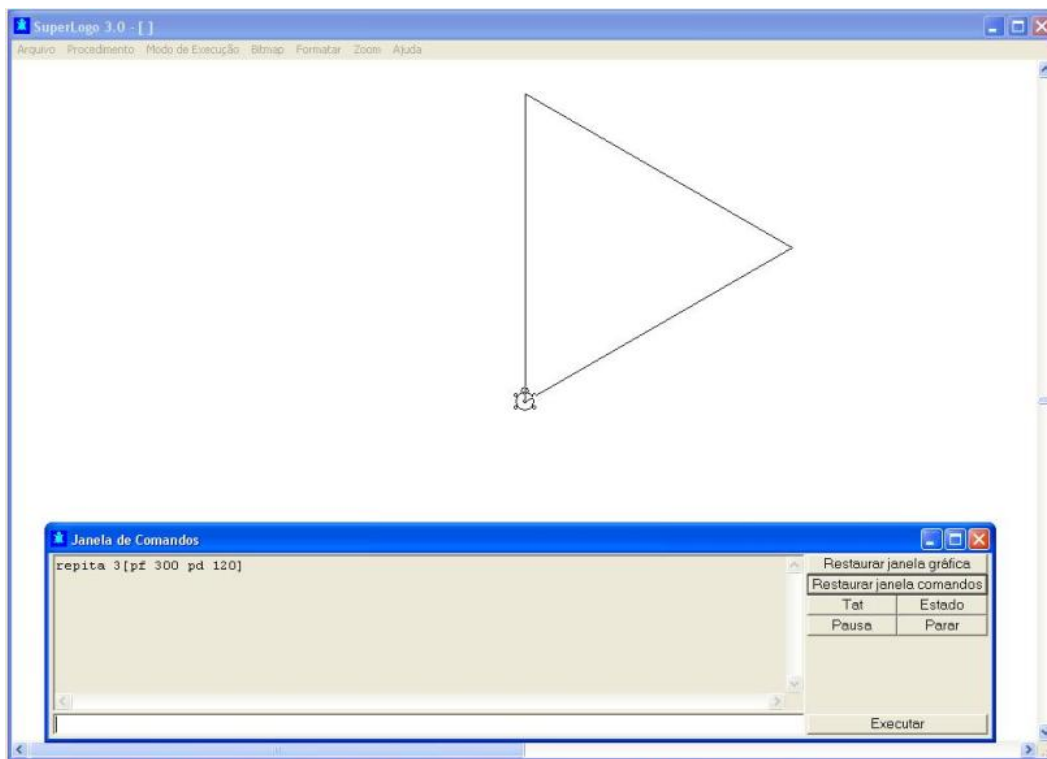 SuperLogo 3.0 - [ ]
Arquivo Procedimento Modo de Execução Bitmap Formatar Zoom Ajuda
Janela de Comandos
repita 3[pf 300 pd 120]
Restaurar janela gráfica
Restaurar janela comandos
Tat Estado
Pausa Parar
Executar